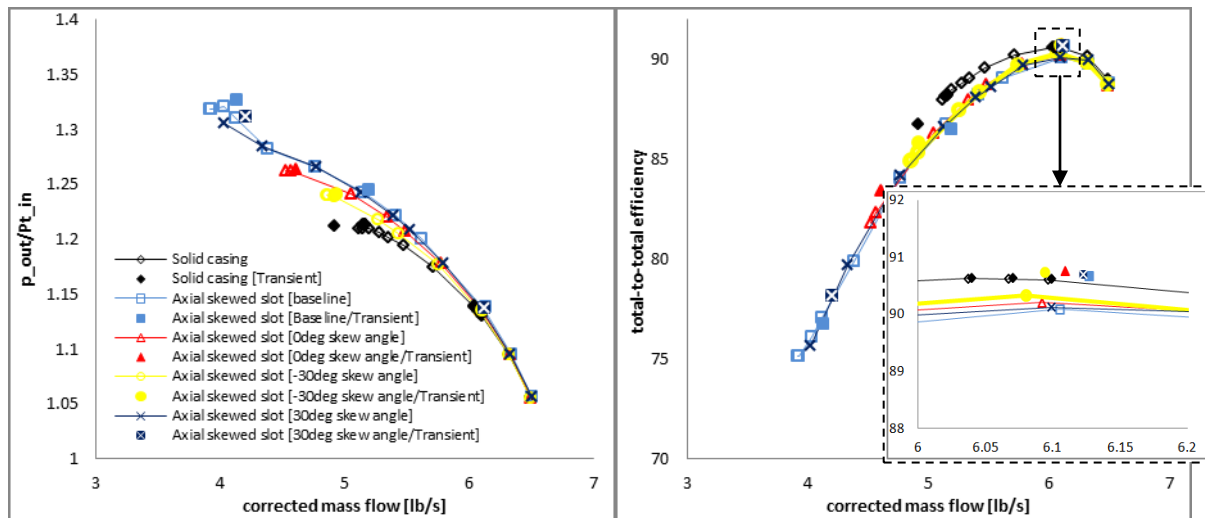 1.4
1.35
1.3
1.25
1.2
1.15
1.1
1.05
1
p_out/Pt_in
Solid casing
Solid casing [Transient]
Axial skewed slot [baseline]
Axial skewed slot [Baseline/Transient]
Axial skewed slot [0deg skew angle]
Axial skewed slot [0deg skew angle/Transient]
Axial skewed slot [-30deg skew angle]
Axial skewed slot [-30deg skew angle/Transient]
Axial skewed slot [30deg skew angle]
Axial skewed slot [30deg skew angle/Transient]
3 4 5 6 7
corrected mass flow [lb/s]
90
85
80
75
70
total-to-total efficiency
92
91
90
89
88
6 6.05 6.1 6.15 6.2
3 4 5 6 7
corrected mass flow [lb/s]